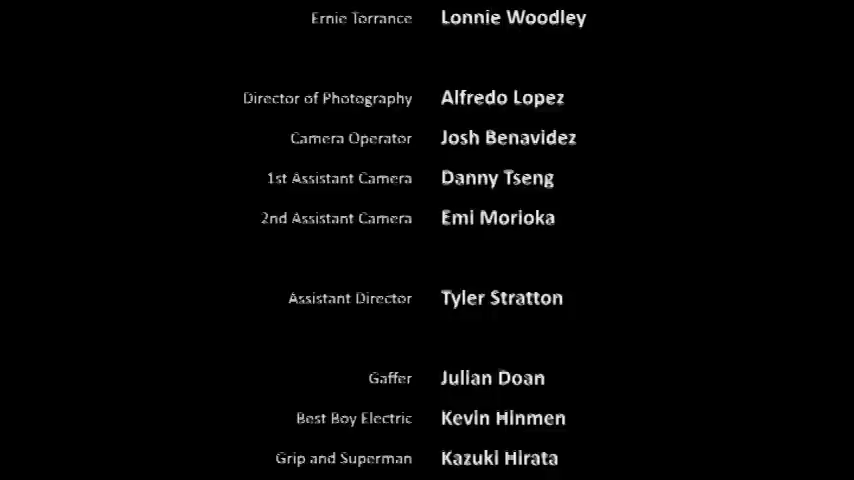 Ernie Torrance Lonnie Woodley
Director of Photography Alfredo Lopez
Camera Operator Josh Benavidez
1st Assistant Camera Danny Tseng
2nd Assistant Camera Emi Morioka
Assistant Director Tyler Stratton
Gaffer Julian Doan
Best Boy Electric Kevin Hinmen
Grip and Superman Kazuki Hirata